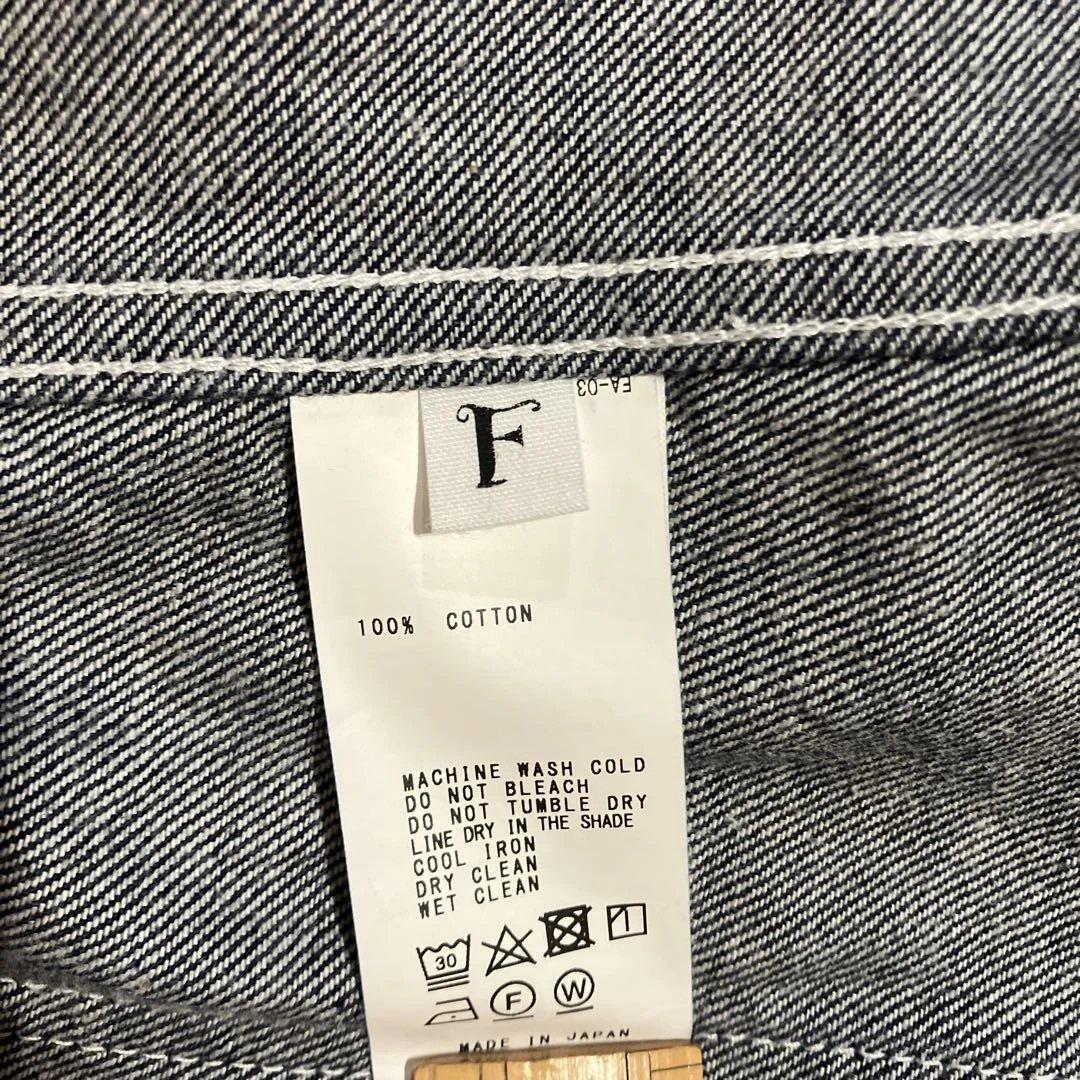 EA-03
F
100% COTTON
MACHINE WASH COLD
DO NOT BLEACH
DO NOT TUMBLE DRY
LINE DRY IN THE SHADE
COOL IRON
DRY CLEAN
WET CLEAN
30
F W
MADE IN JAPAN